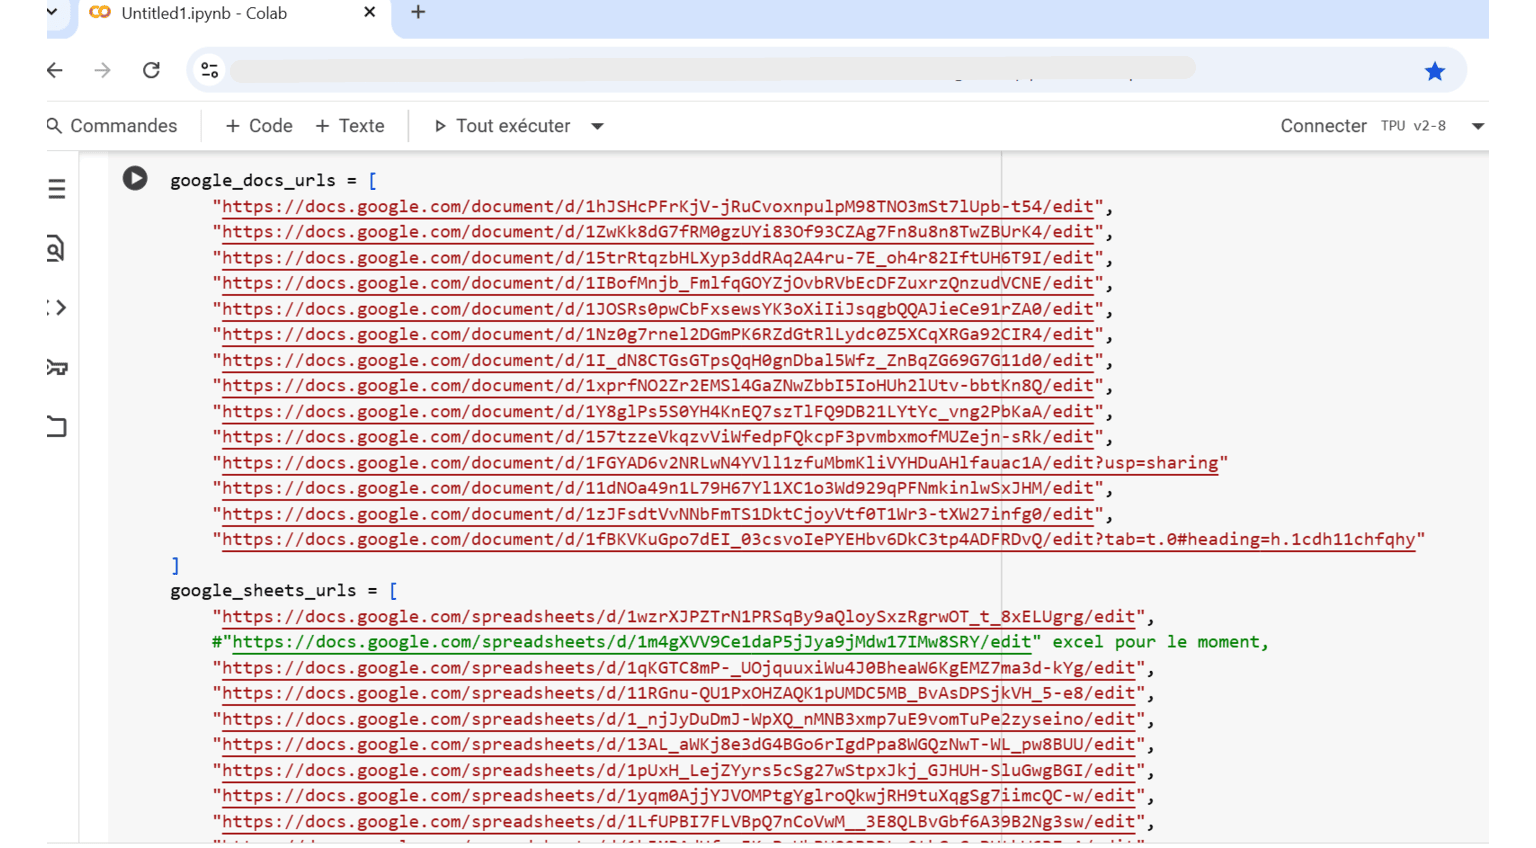 Untitled1.ipynb - Colab
Commandes + Code + Texte Tout exécuter Connecter TPU v2-8
google_docs_urls = [
"https://docs.google.com/document/d/1hJSHcPFrKjV-jRuCvoxnpulpM98TNO3mSt7lUpb-t54/edit",
"https://docs.google.com/document/d/1ZwKk8dG7fRM0gzUYi83Of93CZAg7Fn8u8n8TwZBUrK4/edit",
"https://docs.google.com/document/d/15trRtqzbHLXyp3ddRAq2A4ru-7E_oh4r82IftUH6T9I/edit",
"https://docs.google.com/document/d/1IBofMnjb_FmlfqGOYZjOvbRVbEcDFZuxrzQnzudVCNE/edit",
"https://docs.google.com/document/d/1JOSRs0pwCbFxsewsYK3oXiIiJsqgbQQAJieCe91rZA0/edit",
"https://docs.google.com/document/d/1Nz0g7rnel2DGmPK6RZdGtRlLydc0Z5XCqXRGa92CIR4/edit",
"https://docs.google.com/document/d/1I_dN8CTGsGTpsQqH0gnDbal5Wfz_ZnBqZG69G7G11d0/edit",
"https://docs.google.com/document/d/1xprfNO2Zr2EMSl4GaZNwZbbI5IoHUh2lUtv-bbtKn8Q/edit",
"https://docs.google.com/document/d/1Y8glPs5S0YH4KnEQ7szTlFQ9DB21LYtYc_vng2PbKaA/edit",
"https://docs.google.com/document/d/157tzzeVkqzvViWfedpFQkcpF3pvmbxmofMUZejn-sRk/edit",
"https://docs.google.com/document/d/1FGYAD6v2NRLwN4YVll1zfuMbmKliVYHDuAHlfauac1A/edit?usp=sharing"
"https://docs.google.com/document/d/11dNOa49n1L79H67Yl1XC1o3Wd929qPFNmkinlwSxJHM/edit",
"https://docs.google.com/document/d/1zJFsdtVvNNbFmTS1DktCjoyVtf0T1Wr3-tXW27infg0/edit",
"https://docs.google.com/document/d/1fBKVKuGpo7dEI_03csvoIePYEHbv6DkC3tp4ADFRDvQ/edit?tab=t.0#heading=h.1cdh11chfqhy"
]
google_sheets_urls = [
"https://docs.google.com/spreadsheets/d/1wzrXJPZTrN1PRSqBy9aQloySxzRgrwOT_t_8xELUgrg/edit",
#"https://docs.google.com/spreadsheets/d/1m4gXVV9Ce1daP5jJya9jMdw17IMw8SRY/edit" excel pour le moment,
"https://docs.google.com/spreadsheets/d/1qKGTC8mP-_UOjquuxiWu4J0BheaW6KgEMZ7ma3d-kYg/edit",
"https://docs.google.com/spreadsheets/d/11RGnu-QU1PxOHZAQK1pUMDC5MB_BvAsDPSjkVH_5-e8/edit",
"https://docs.google.com/spreadsheets/d/1_njJyDuDmJ-WpXQ_nMNB3xmp7uE9vomTuPe2zyseino/edit",
"https://docs.google.com/spreadsheets/d/13AL_aWKj8e3dG4BGo6rIgdPpa8WGQzNwT-WL_pw8BUU/edit",
"https://docs.google.com/spreadsheets/d/1pUxH_LejZYyrs5cSg27wStpxJkj_GJHUH-SluGwgBGI/edit",
"https://docs.google.com/spreadsheets/d/1yqm0AjjYJVOMPtgYglroQkwjRH9tuXqgSg7iimcQC-w/edit",
"https://docs.google.com/spreadsheets/d/1LfUPBI7FLVBpQ7nCoVwM__3E8QLBvGbf6A39B2Ng3sw/edit",